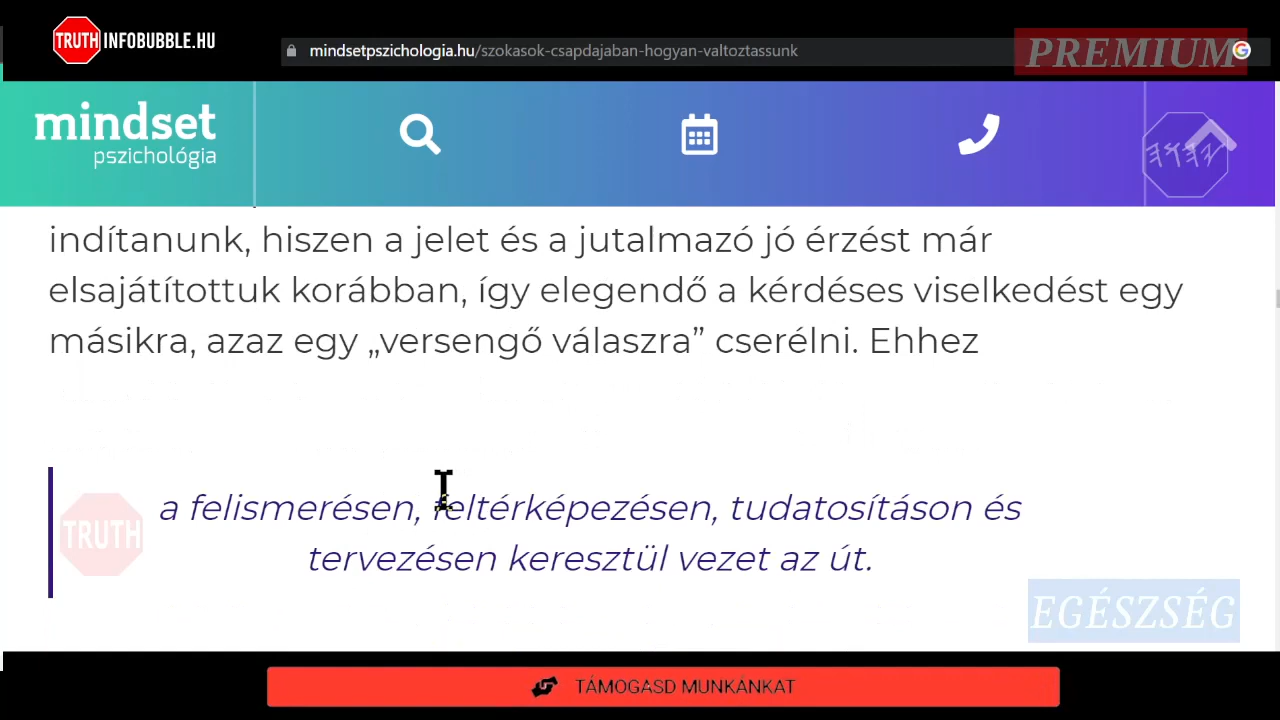 TRUTH INFOBUBBLE.HU
mindsetpszichologia.hu/szokasok-csapdajaban-hogyan-valtoztassunk
PREMIUM
mindset
pszichológia
indítanunk, hiszen a jelet és a jutalmazó jó érzést már
elsajátítottuk korábban, így elegendő a kérdéses viselkedést egy
másikra, azaz egy „versengő válaszra” cserélni. Ehhez
a felismerésen, feltérképezésen, tudatosításon és
tervezésen keresztül vezet az út.
TRUTH
EGÉSZSÉG
TÁMOGASD MUNKÁNKAT